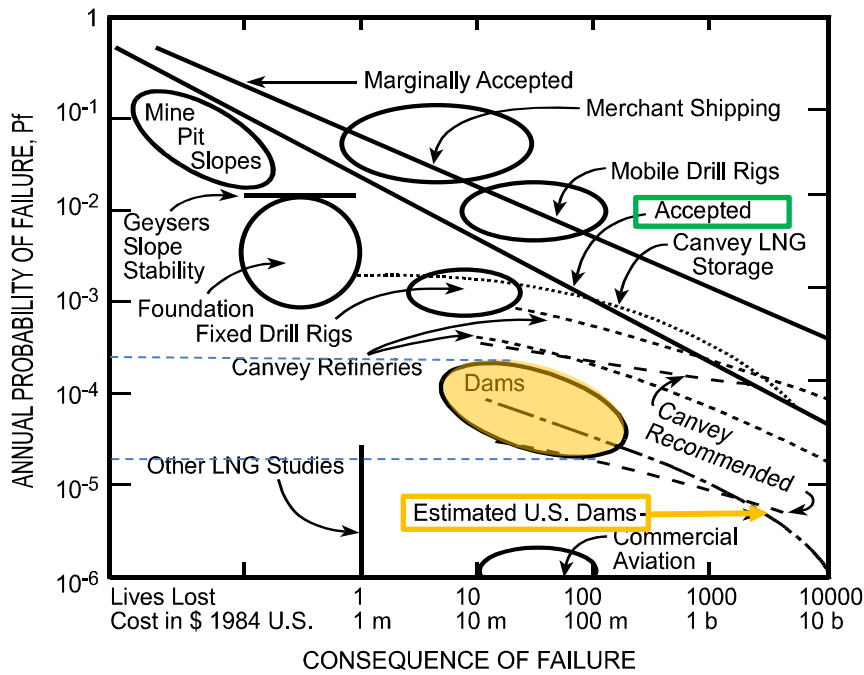 ANNUAL PROBABILITY OF FAILURE, Pf
1
10-1
10-2
10-3
10-4
10-5
10-6
Marginally Accepted
Merchant Shipping
Mine
Pit
Slopes
Mobile Drill Rigs
Accepted
Geysers
Slope
Stability
Canvey LNG
Storage
Foundation
Fixed Drill Rigs
Canvey Refineries
Dams
Canvey
Recommended
Other LNG Studies
Estimated U.S. Dams
Commercial
Aviation
Lives Lost 1 10 100 1000 10000
Cost in $ 1984 U.S. 1 m 10 m 100 m 1 b 10 b
CONSEQUENCE OF FAILURE